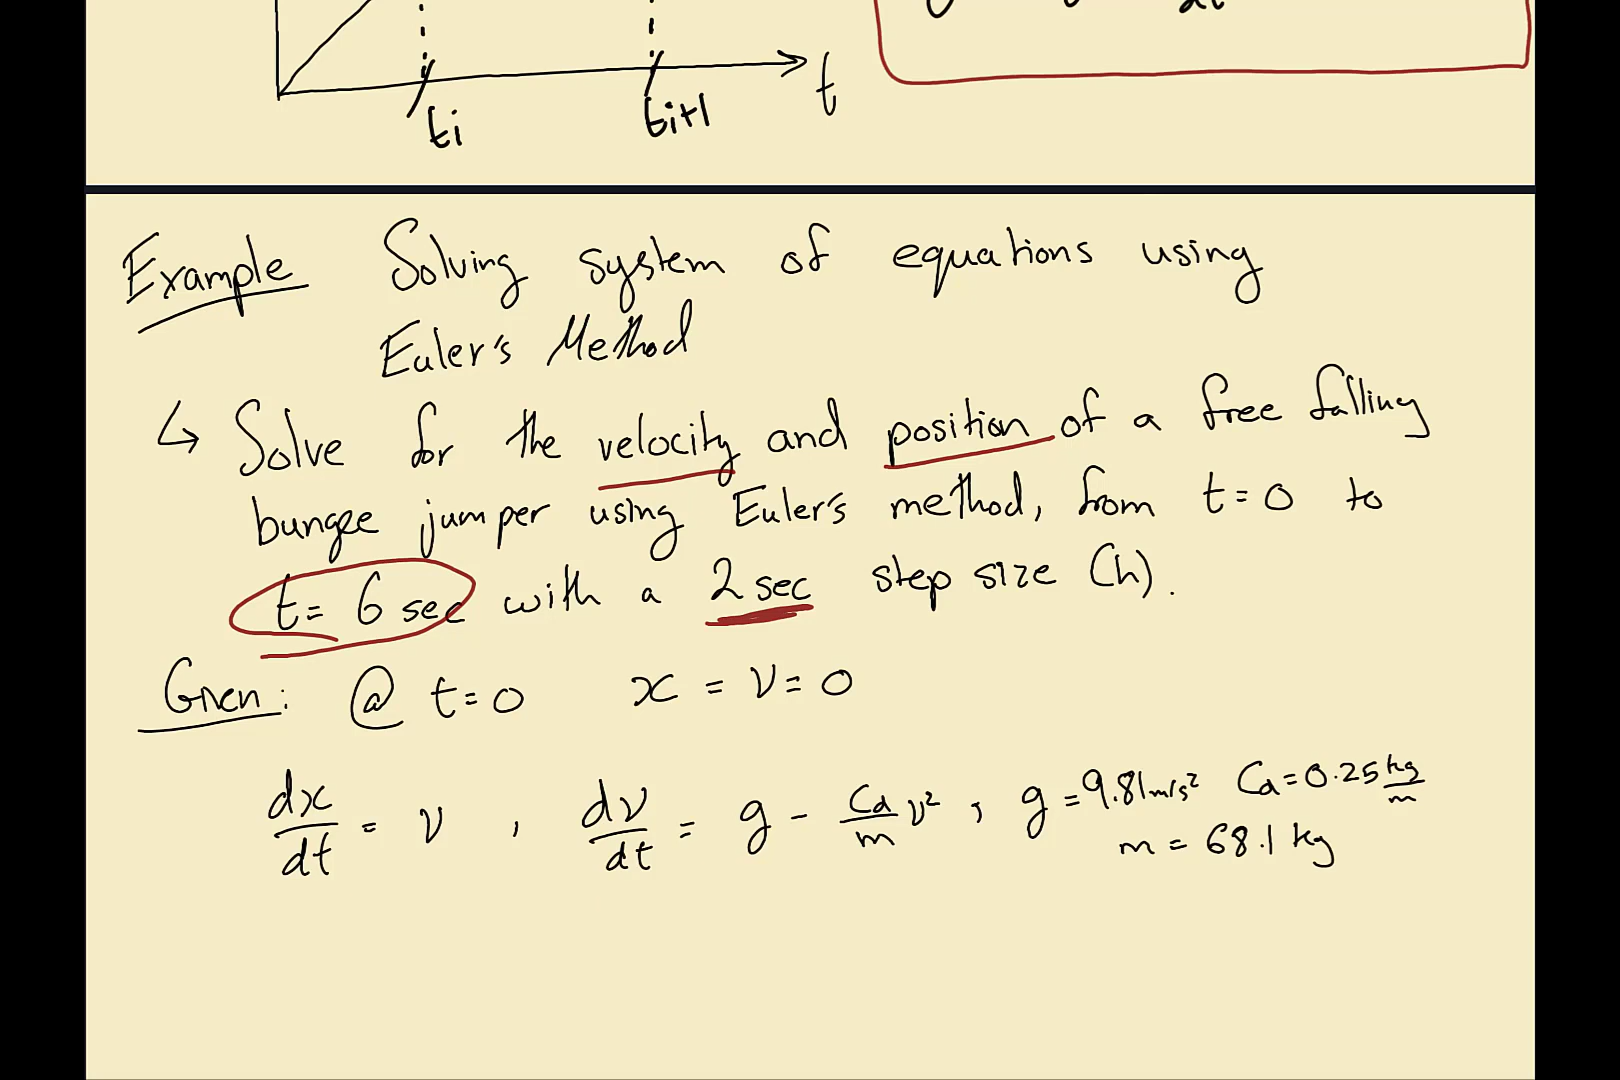 ti
ti+1
t
Example Solving system of equations using
Euler's Method
↳ Solve for the velocity and position of a free falling
bungee jumper using Euler's method, from t=0 to
t= 6 sec with a 2 sec step size (h).
Given: @ t=0 x = v = 0
dx/dt = v , dv/dt = g - Cd/m v² ; g = 9.81 m/s² Cd = 0.25 kg/m
m = 68.1 kg